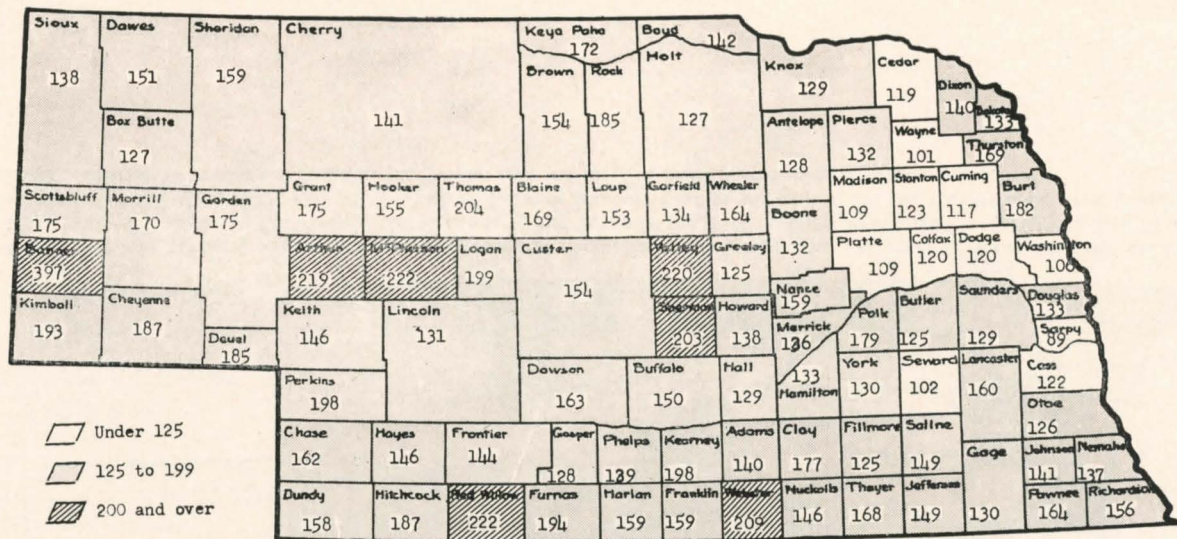 Sioux
138
Dawes
151
Sheridan
159
Cherry
141
Keya Paha
172
Boyd
142
Brown
154
Rock
185
Holt
127
Knox
129
Cedar
119
Dixon
140
Dakota
133
Box Butte
127
Antelope
128
Pierce
132
Wayne
101
Thurston
169
Scottsbluff
175
Morrill
170
Garden
175
Grant
175
Hooker
155
Thomas
204
Blaine
169
Loup
153
Garfield
134
Wheeler
164
Madison
109
Stanton
123
Cuming
117
Burt
182
Banner
397
Arthur
219
McPherson
222
Logan
199
Custer
154
Valley
220
Greeley
125
Boone
132
Platte
109
Colfax
120
Dodge
120
Washington
Kimball
193
Cheyenne
187
Deuel
185
Keith
146
Lincoln
131
Sherman
203
Howard
138
Nance
159
Merrick
Polk
179
Butler
125
Saunders
129
Douglas
133
Sarpy
89
Perkins
198
Dawson
163
Buffalo
150
Hall
129
133
Hamilton
York
130
Seward
102
Lancaster
160
Cass
122
Otoe
126
Under 125
125 to 199
200 and over
Chase
162
Hayes
146
Frontier
144
Gosper
128
Phelps
Kearney
198
Adams
140
Clay
177
Fillmore
125
Saline
149
Gage
130
Johnson
141
Nemaha
137
Dundy
158
Hitchcock
187
Red Willow
222
Furnas
194
Harlan
159
Franklin
159
Webster
209
Nuckolls
146
Thayer
168
Jefferson
149
Pawnee
164
Richardson
156